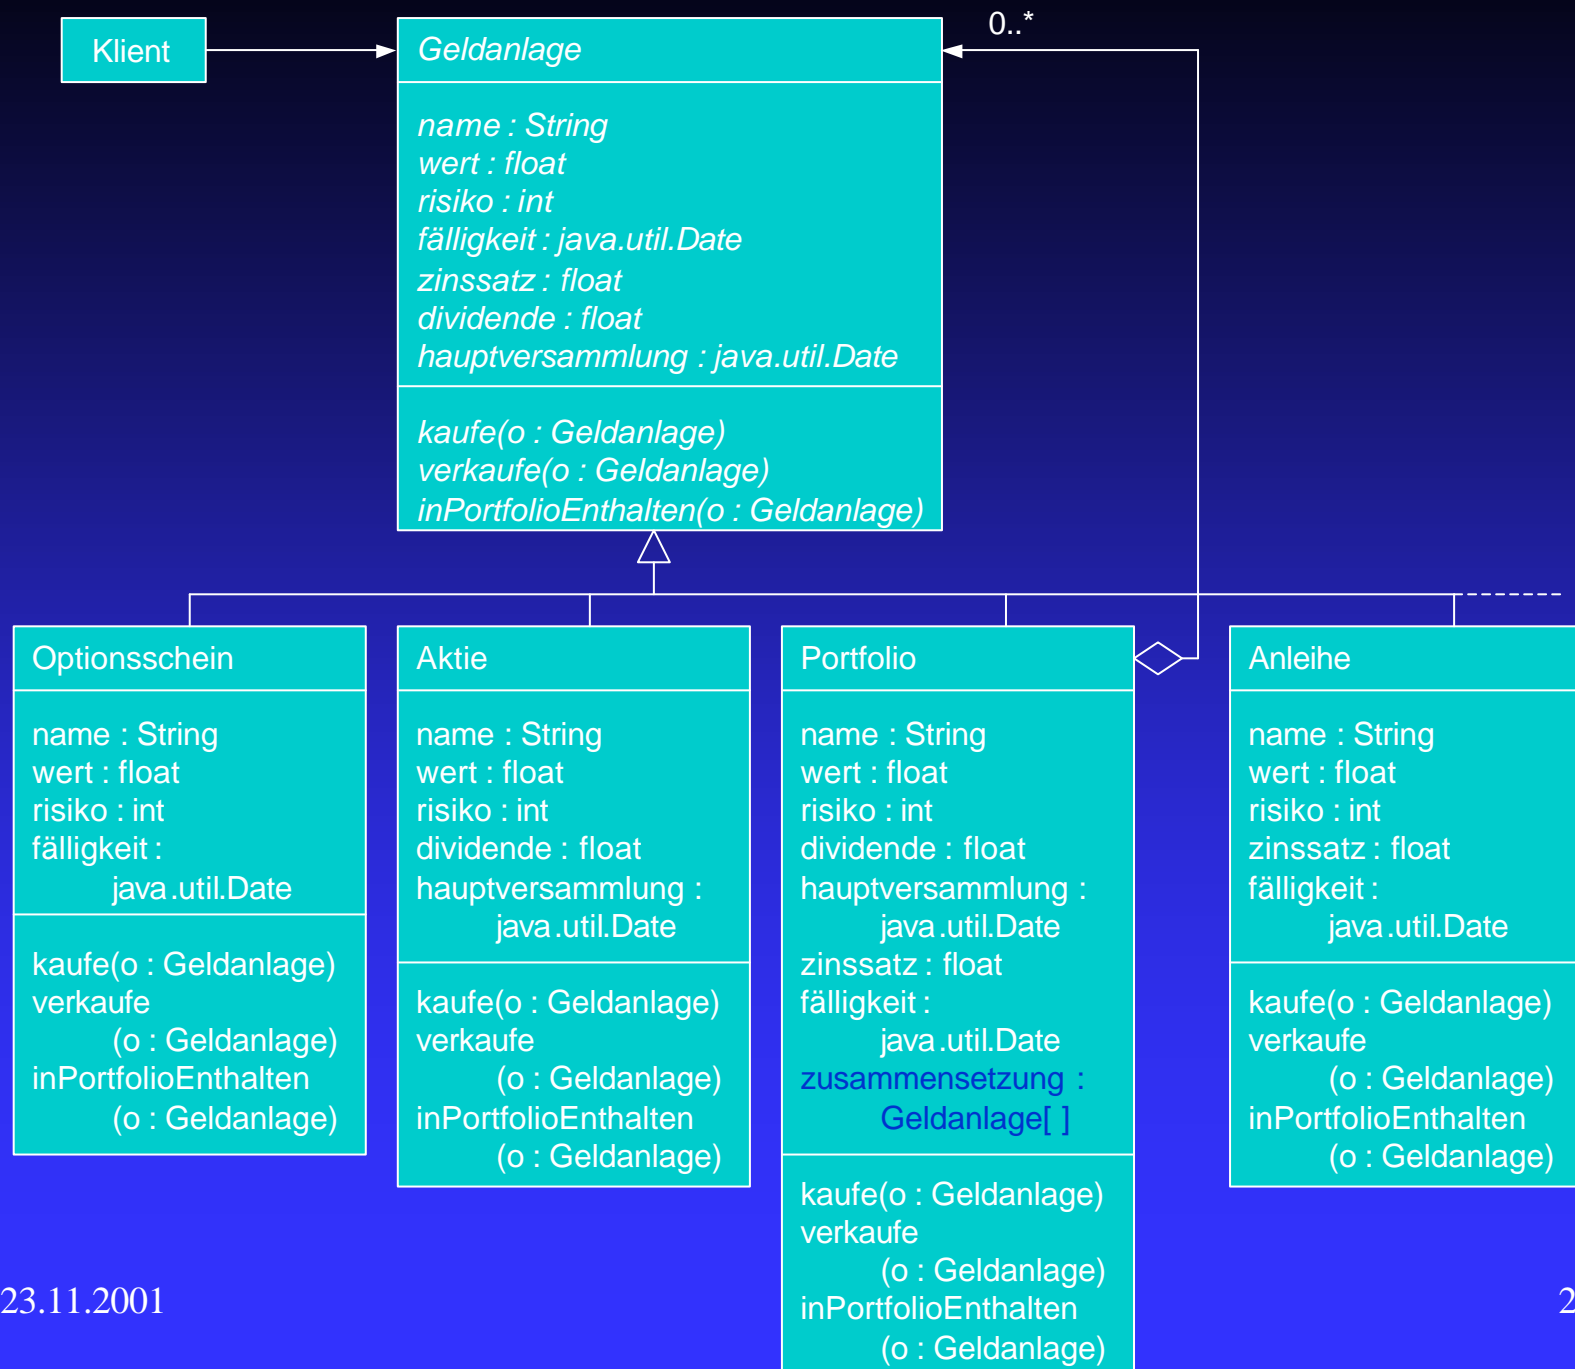 Klient
Geldanlage
0..*
name : String
wert : float
risiko : int
fälligkeit : java.util.Date
zinssatz : float
dividende : float
hauptversammlung : java.util.Date
kaufe(o : Geldanlage)
verkaufe(o : Geldanlage)
inPortfolioEnthalten(o : Geldanlage)
Optionsschein
name : String
wert : float
risiko : int
fälligkeit :
java.util.Date
kaufe(o : Geldanlage)
verkaufe
(o : Geldanlage)
inPortfolioEnthalten
(o : Geldanlage)
Aktie
name : String
wert : float
risiko : int
dividende : float
hauptversammlung :
java.util.Date
kaufe(o : Geldanlage)
verkaufe
(o : Geldanlage)
inPortfolioEnthalten
(o : Geldanlage)
Portfolio
name : String
wert : float
risiko : int
dividende : float
hauptversammlung :
java.util.Date
zinssatz : float
fälligkeit :
java.util.Date
zusammensetzung :
Geldanlage[ ]
kaufe(o : Geldanlage)
verkaufe
(o : Geldanlage)
inPortfolioEnthalten
(o : Geldanlage)
Anleihe
name : String
wert : float
risiko : int
zinssatz : float
fälligkeit :
java.util.Date
kaufe(o : Geldanlage)
verkaufe
(o : Geldanlage)
inPortfolioEnthalten
(o : Geldanlage)
23.11.2001
2